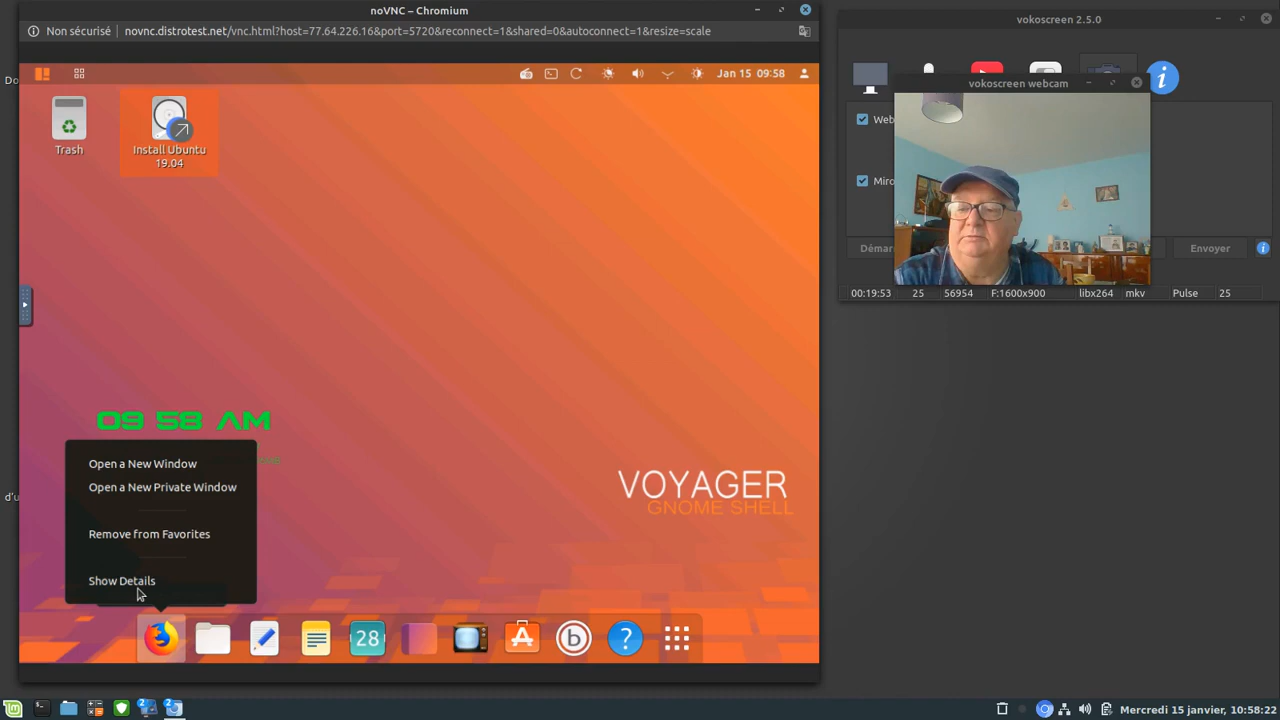 noVNC – Chromium
Non sécurisé
novnc.distrotest.net/vnc.html?host=77.64.226.16&port=5720&reconnect=1&shared=0&autoconnect=1&resize=scale
Jan 15 09:58
Trash
Install Ubuntu
19.04
09 58 AM
Open a New Window
Open a New Private Window
Remove from Favorites
Show Details
VOYAGER
GNOME SHELL
28
b
?
vokoscreen 2.5.0
i
vokoscreen webcam
Web
Miro
Dèmar
Envoyer
i
00:19:53
25
56954
F:1600x900
libx264
mkv
Pulse
25
Do
d'u
2
2
Mercredi 15 janvier, 10:58:22